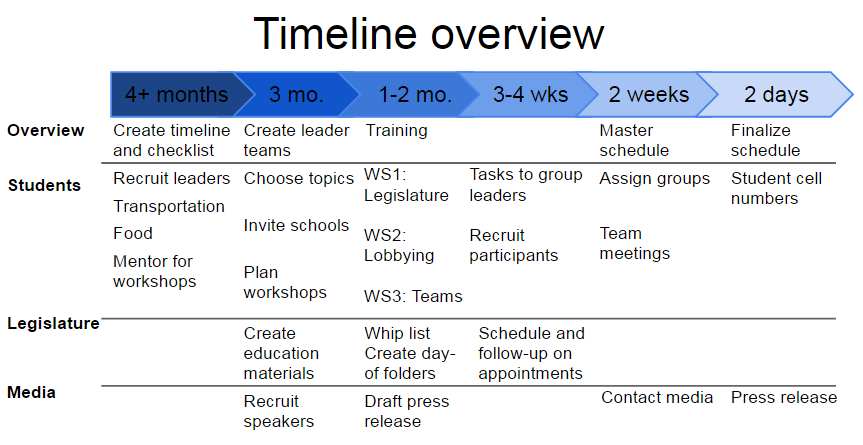 Timeline overview
4+ months
3 mo.
1-2 mo.
3-4 wks
2 weeks
2 days
Overview
Create timeline
and checklist
Create leader
teams
Training
Master
schedule
Finalize
schedule
Students
Recruit leaders
Transportation
Food
Mentor for
workshops
Choose topics
Invite schools
Plan
workshops
WS1:
Legislature
WS2:
Lobbying
WS3: Teams
Tasks to group
leaders
Recruit
participants
Assign groups
Team
meetings
Student cell
numbers
Legislature
Create
education
materials
Whip list
Create day-
of folders
Schedule and
follow-up on
appointments
Media
Recruit
speakers
Draft press
release
Contact media
Press release